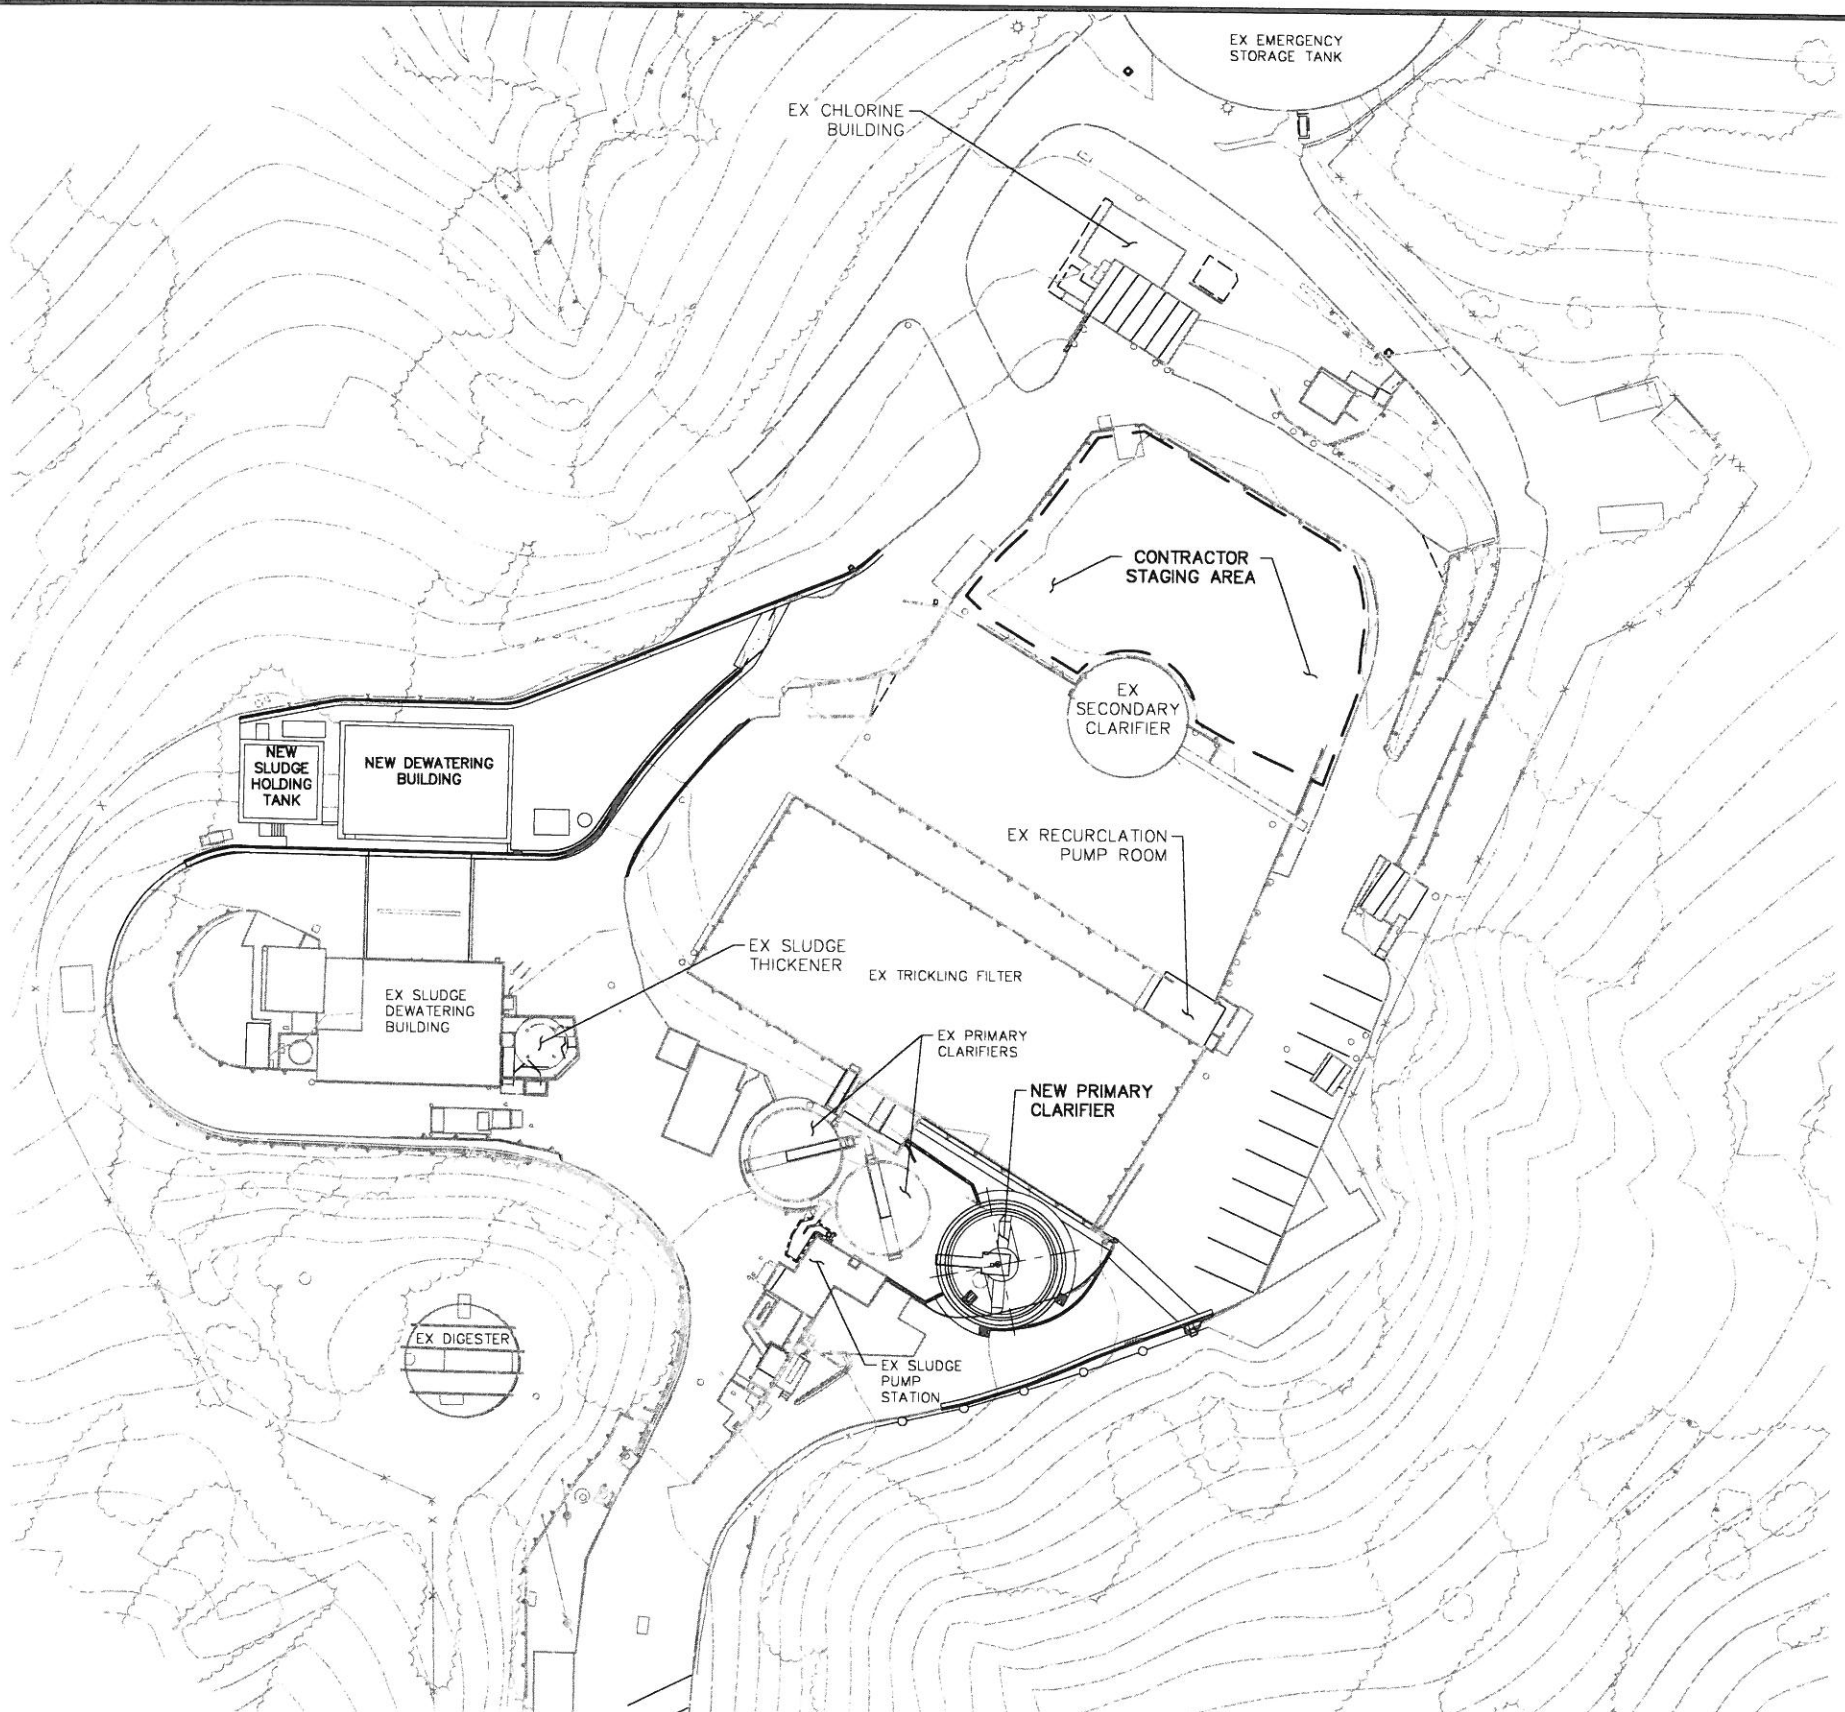 EX EMERGENCY
STORAGE TANK
EX CHLORINE
BUILDING
CONTRACTOR
STAGING AREA
EX
SECONDARY
CLARIFIER
NEW
SLUDGE
HOLDING
TANK
NEW DEWATERING
BUILDING
EX RECURCLATION
PUMP ROOM
EX SLUDGE
THICKENER
EX TRICKLING FILTER
EX SLUDGE
DEWATERING
BUILDING
EX PRIMARY
CLARIFIERS
NEW PRIMARY
CLARIFIER
EX DIGESTER
EX SLUDGE
PUMP
STATION